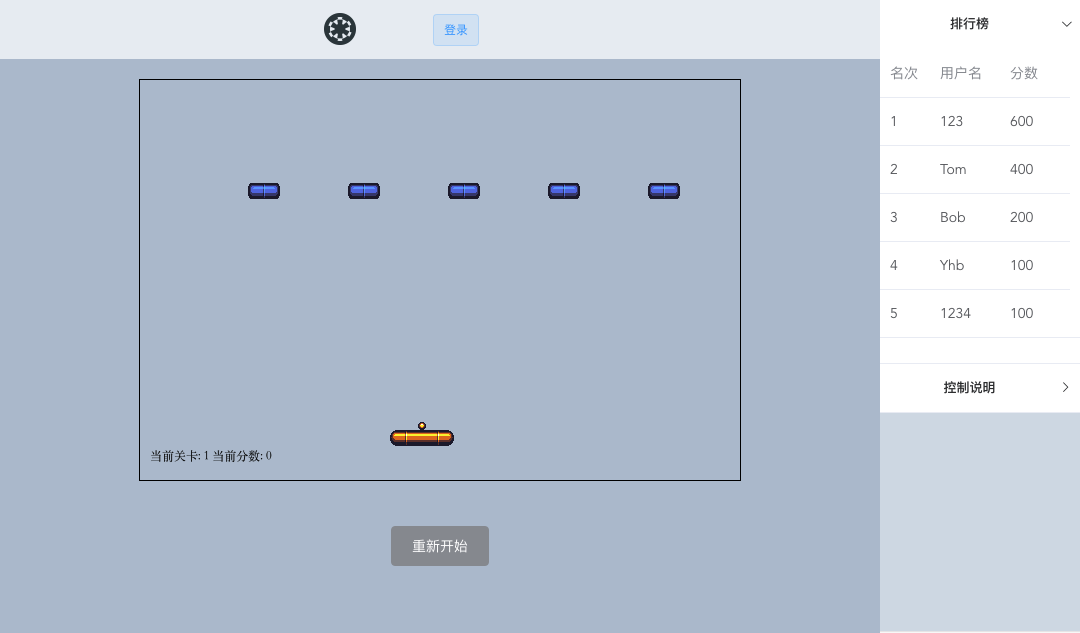 登录
当前关卡: 1 当前分数: 0
重新开始
排行榜
名次 用户名 分数
1 123 600
2 Tom 400
3 Bob 200
4 Yhb 100
5 1234 100
控制说明